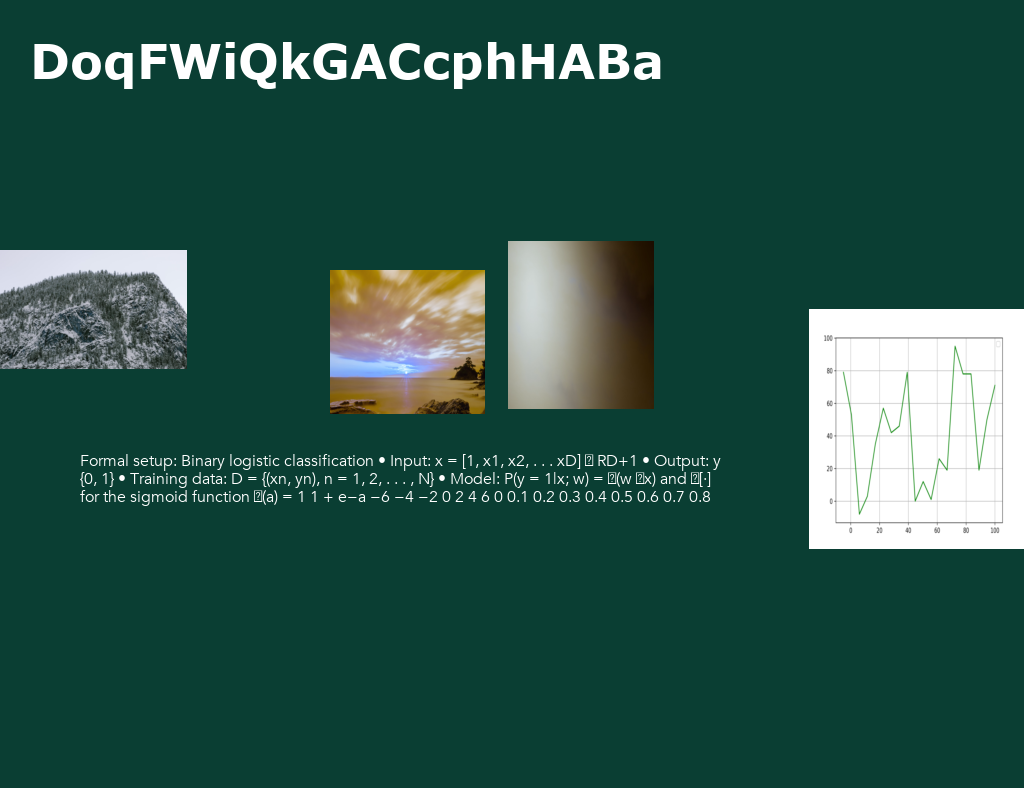 DoqFWiQkGACcphHABa
Formal setup: Binary logistic classification • Input: x = [1, x1, x2, . . . xD] RD+1 • Output: y
{0, 1} • Training data: D = {(xn, yn), n = 1, 2, . . . , N} • Model: P(y = 1|x; w) = (w x) and [·]
for the sigmoid function (a) = 1 1 + e−a −6 −4 −2 0 2 4 6 0 0.1 0.2 0.3 0.4 0.5 0.6 0.7 0.8
100
80
60
40
20
0
0 20 40 60 80 100